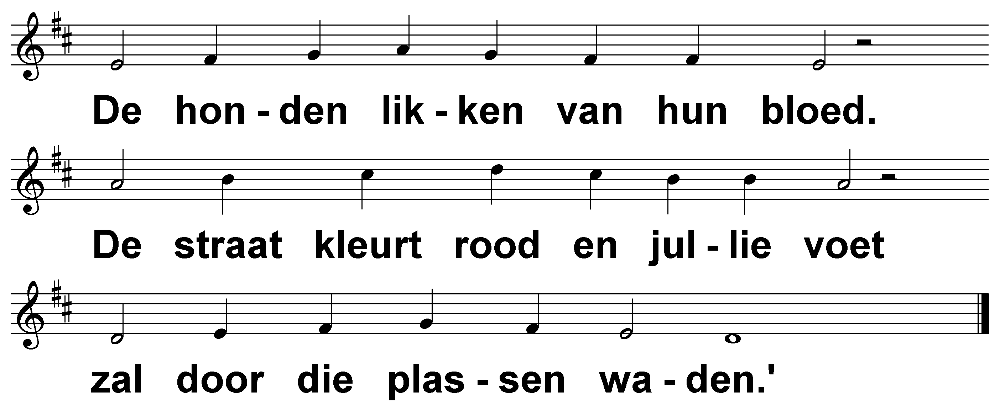 De hon - den lik - ken van hun bloed.
De straat kleurt rood en jul - lie voet
zal door die plas - sen wa - den.'